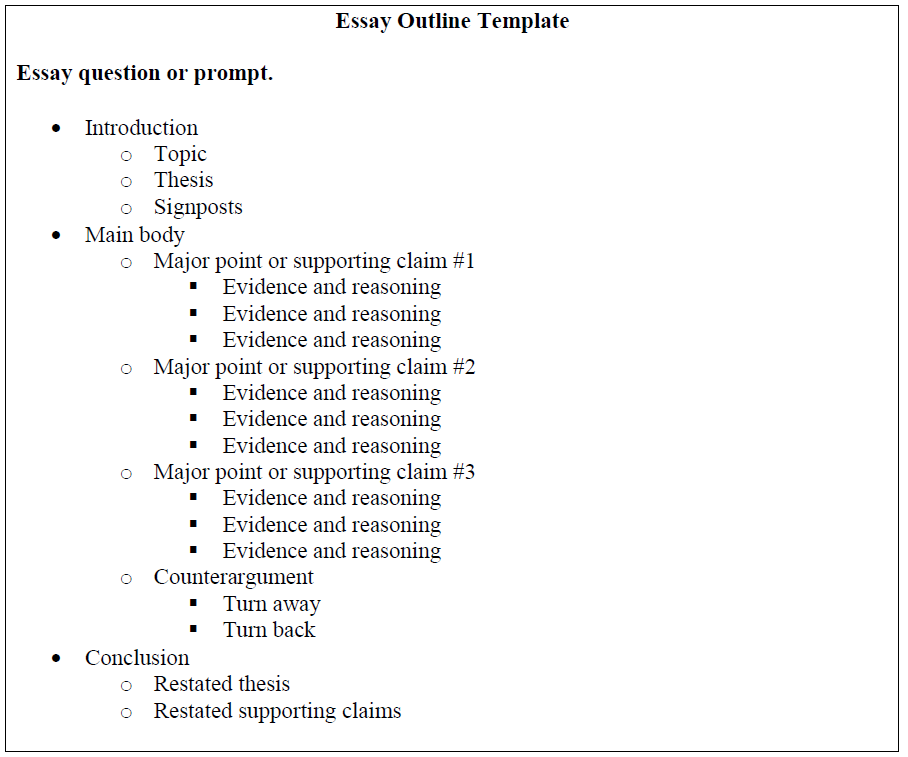 Essay Outline Template
Essay question or prompt.
• Introduction
o Topic
o Thesis
o Signposts
• Main body
o Major point or supporting claim #1
▪ Evidence and reasoning
▪ Evidence and reasoning
▪ Evidence and reasoning
o Major point or supporting claim #2
▪ Evidence and reasoning
▪ Evidence and reasoning
▪ Evidence and reasoning
o Major point or supporting claim #3
▪ Evidence and reasoning
▪ Evidence and reasoning
▪ Evidence and reasoning
o Counterargument
▪ Turn away
▪ Turn back
• Conclusion
o Restated thesis
o Restated supporting claims